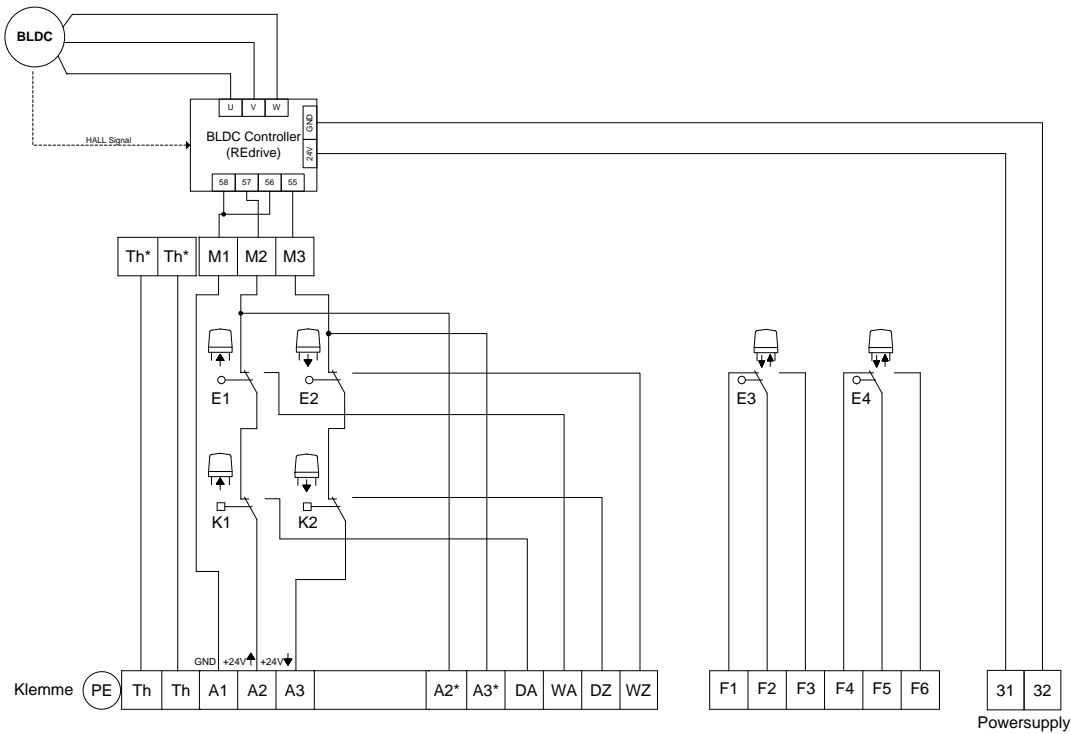 BLDC
U V W
GND
HALL Signal
BLDC Controller
(REdrive)
24V
58 57 56 55
Th* Th* M1 M2 M3
E1 E2 E3 E4
K1 K2
GND +24V +24V
Klemme PE Th Th A1 A2 A3 A2* A3* DA WA DZ WZ F1 F2 F3 F4 F5 F6 31 32
Powersupply